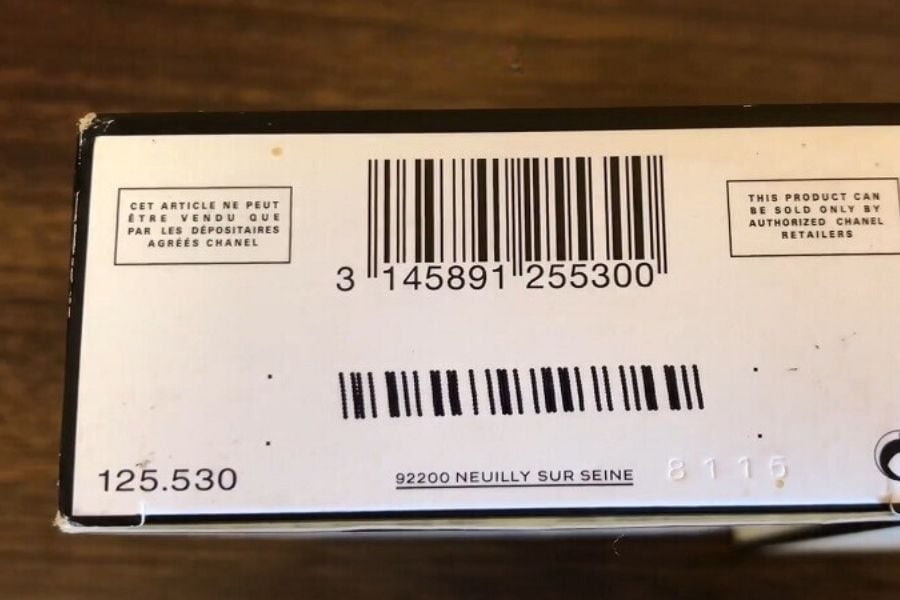 CET ARTICLE NE PEUT
ÊTRE VENDU QUE
PAR LES DÉPOSITAIRES
AGRÉÉS CHANEL
THIS PRODUCT CAN
BE SOLD ONLY BY
AUTHORIZED CHANEL
RETAILERS
3 145891 255300
125.530
92200 NEUILLY SUR SEINE
8115